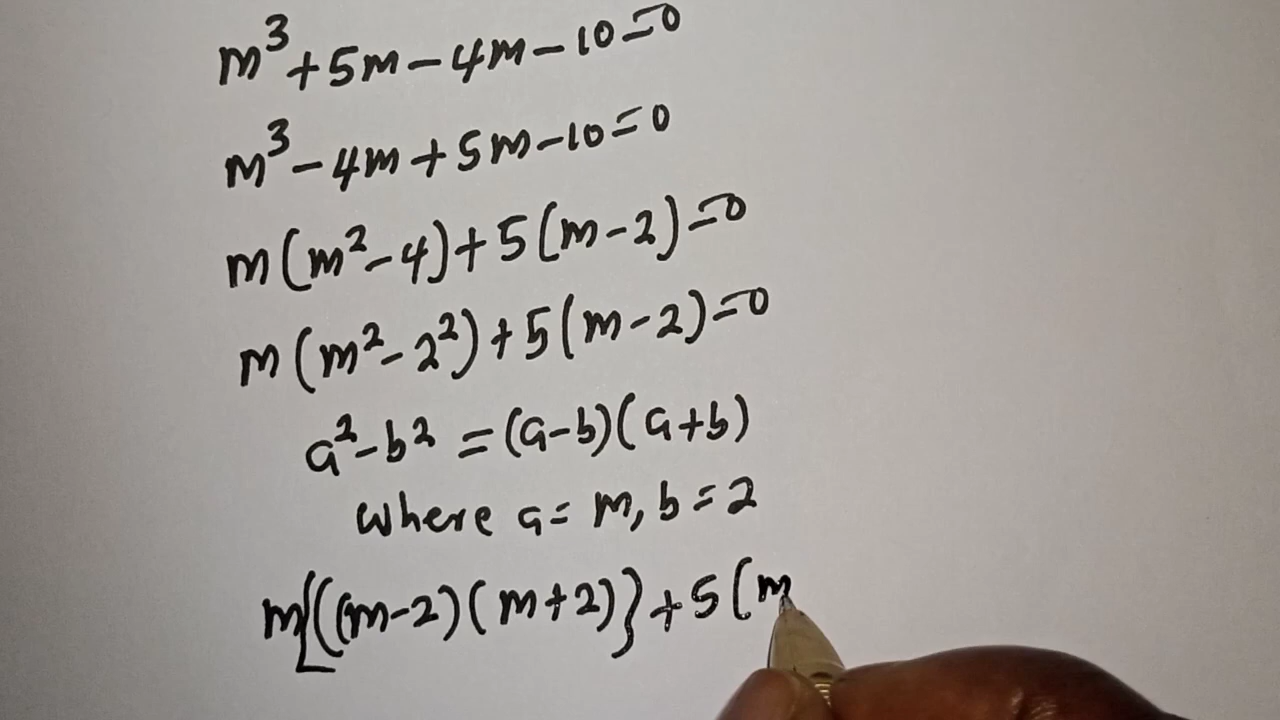 m³+5m-4m-10=0
m³-4m+5m-10=0
m(m²-4)+5(m-2)=0
m(m²-2²)+5(m-2)=0
a²-b²=(a-b)(a+b)
where a=m, b=2
m[((m-2)(m+2)}+5(m